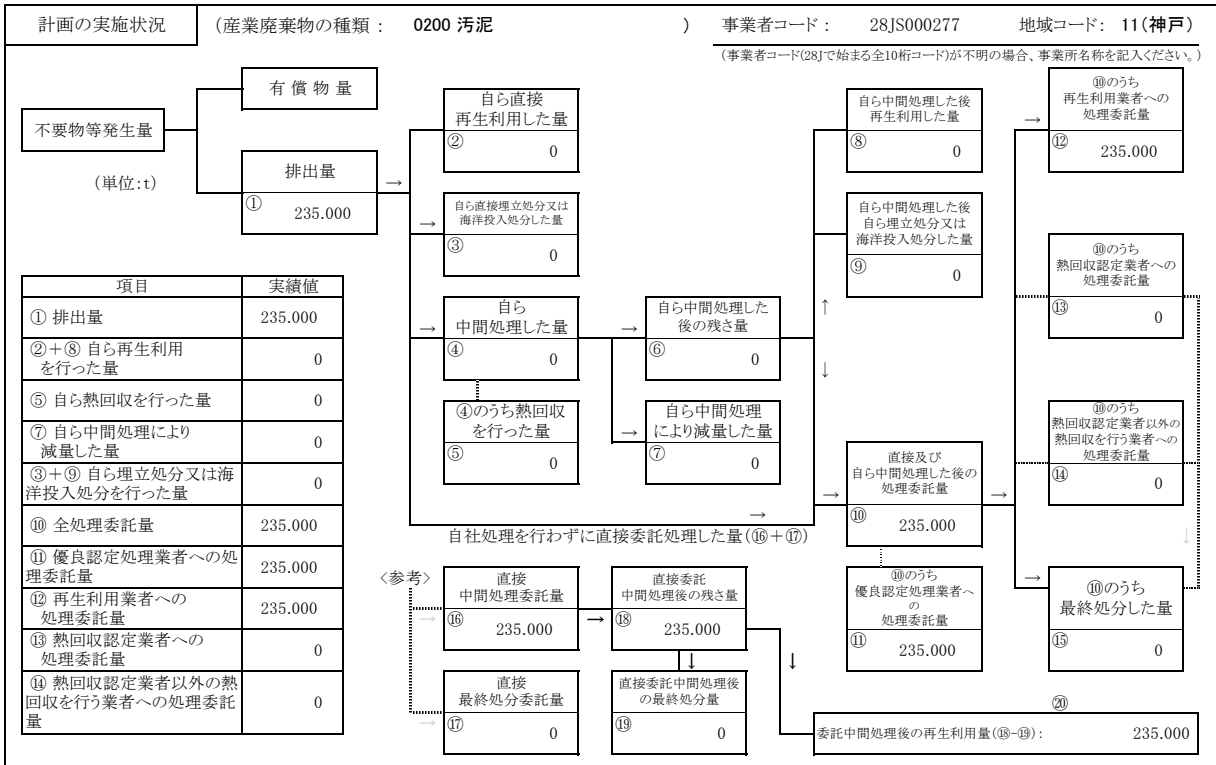 計画の実施状況
(産業廃棄物の種類 : 0200 汚泥 )
事業者コード : 28JS000277 地域コード: 11(神戸)
(事業者コード(28Jで始まる全10桁コード)が不明の場合、事業所名称を記入ください。)
不要物等発生量
(単位:t)
有 償 物 量
排出量
→
① 235.000
自ら直接
再生利用した量
② 0
→
自ら直接埋立処分又は
海洋投入処分した量
③ 0
→
自ら
中間処理した量
④ 0
④のうち熱回収
を行った量
⑤ 0
→
自ら中間処理した
後の残さ量
⑥ 0
→
自ら中間処理
により減量した量
⑦ 0
自ら中間処理した後
再生利用した量
⑧ 0
自ら中間処理した後
自ら埋立処分又は
海洋投入処分した量
⑨ 0
↑
↓
→
直接及び
自ら中間処理した後の
処理委託量
⑩ 235.000
→
⑩のうち
優良認定処理業者へ
の
処理委託量
⑪ 235.000
→
⑩のうち
再生利用業者への
処理委託量
⑫ 235.000
⑩のうち
熱回収認定業者への
処理委託量
⑬ 0
⑩のうち
熱回収認定業者以外の
熱回収を行う業者への
処理委託量
⑭ 0
↓
→
⑩のうち
最終処分した量
⑮ 0
項目 実績値
① 排出量 235.000
②+⑧ 自ら再生利用
を行った量 0
⑤ 自ら熱回収を行った量 0
⑦ 自ら中間処理により
減量した量 0
③+⑨ 自ら埋立処分又は海
洋投入処分を行った量 0
⑩ 全処理委託量 235.000
⑪ 優良認定処理業者への処
理委託量 235.000
⑫ 再生利用業者への
処理委託量 235.000
⑬ 熱回収認定業者への
処理委託量 0
⑭ 熱回収認定業者以外の熱
回収を行う業者への処理委託
量 0
→
自社処理を行わずに直接委託処理した量(⑯+⑰)
<参考>
→
直接
中間処理委託量
⑯ 235.000
→
直接委託
中間処理後の残さ量
⑱ 235.000
↓
↓
→
直接
最終処分委託量
⑰ 0
直接委託中間処理後
の最終処分量
⑲ 0
⑳
委託中間処理後の再生利用量(⑱-⑲) : 235.000